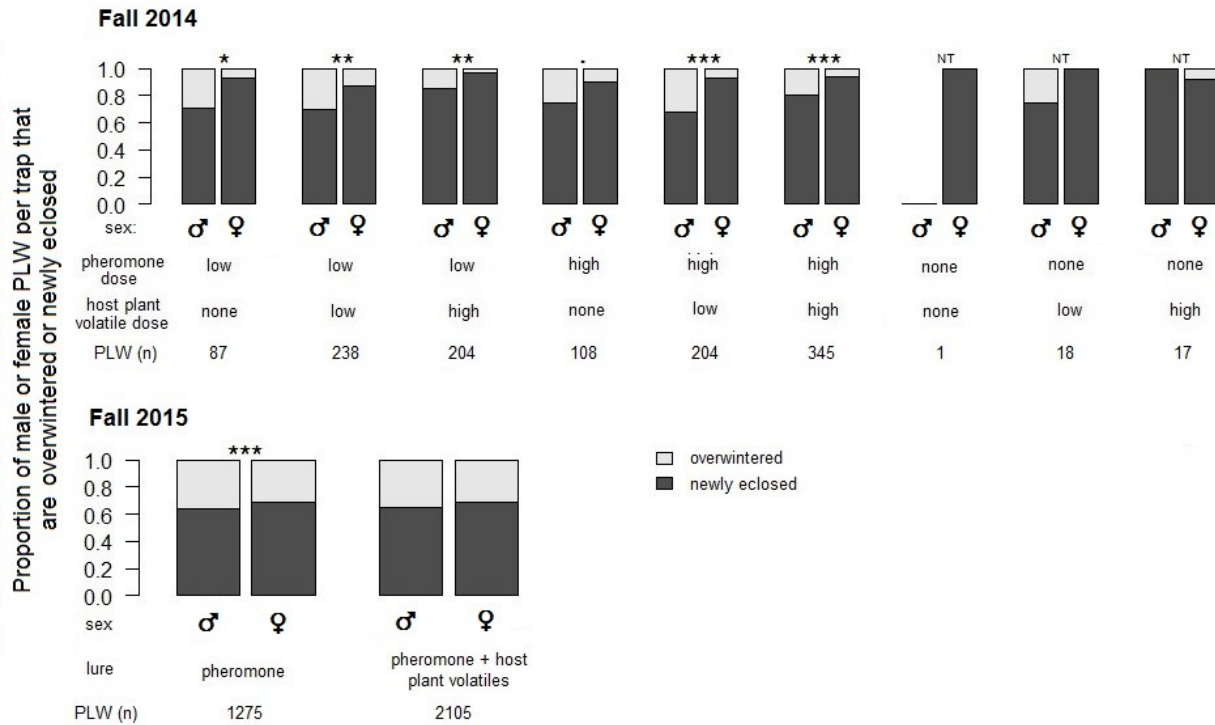 Fall 2014
Proportion of male or female PLW per trap that
are overwintered or newly eclosed
* ** ** . *** *** NT NT NT
1.0
0.8
0.6
0.4
0.2
0.0
sex: ♂ ♀ ♂ ♀ ♂ ♀ ♂ ♀ ♂ ♀ ♂ ♀ ♂ ♀ ♂ ♀ ♂ ♀
pheromone
dose low low low high high high none none none
host plant
volatile dose none low high none low high none low high
PLW (n) 87 238 204 108 204 345 1 18 17
Fall 2015
***
1.0
0.8
0.6
0.4
0.2
0.0
overwintered
newly eclosed
sex ♂ ♀ ♂ ♀
lure pheromone pheromone + host
plant volatiles
PLW (n) 1275 2105